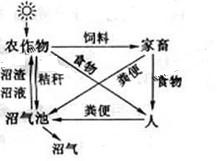 农作物 饲料 家畜
食物 粪便
沼渣 秸秆 食物
沼液
沼气池 粪便 人
沼气